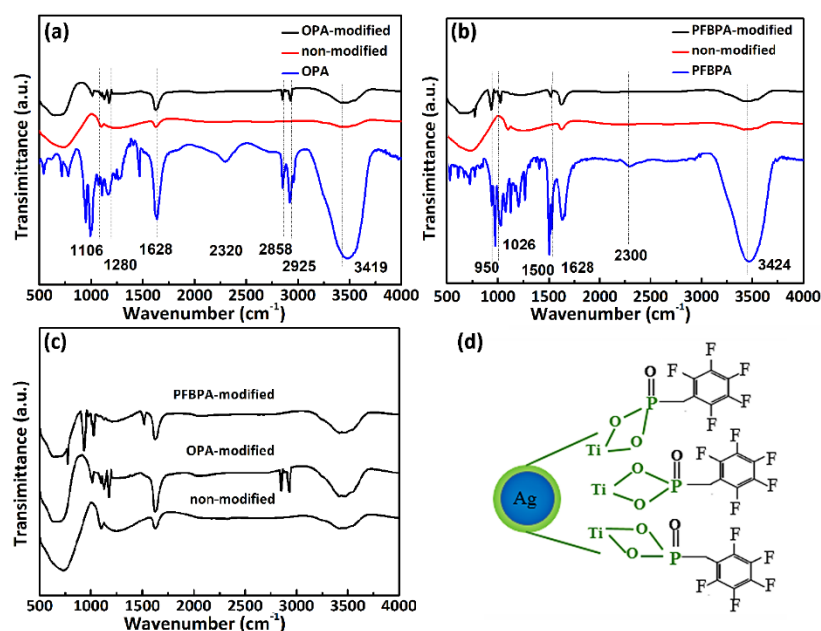 (a)
OPA-modified
non-modified
OPA
Transimittance (a.u.)
1106
1280
1628
2320
2858
2925
3419
500 1000 1500 2000 2500 3000 3500 4000
Wavenumber (cm⁻¹)
(b)
PFBPA-modified
non-modified
PFBPA
Transimittance (a.u.)
950
1026
1500
1628
2300
3424
500 1000 1500 2000 2500 3000 3500 4000
Wavenumber (cm⁻¹)
(c)
PFBPA-modified
OPA-modified
non-modified
Transimittance (a.u.)
500 1000 1500 2000 2500 3000 3500 4000
Wavenumber (cm⁻¹)
(d)
Ag
O
O
O
P
Ti
F
F
F
F
F
O
O
O
P
Ti
F
F
F
F
F
O
O
O
P
Ti
F
F
F
F
F